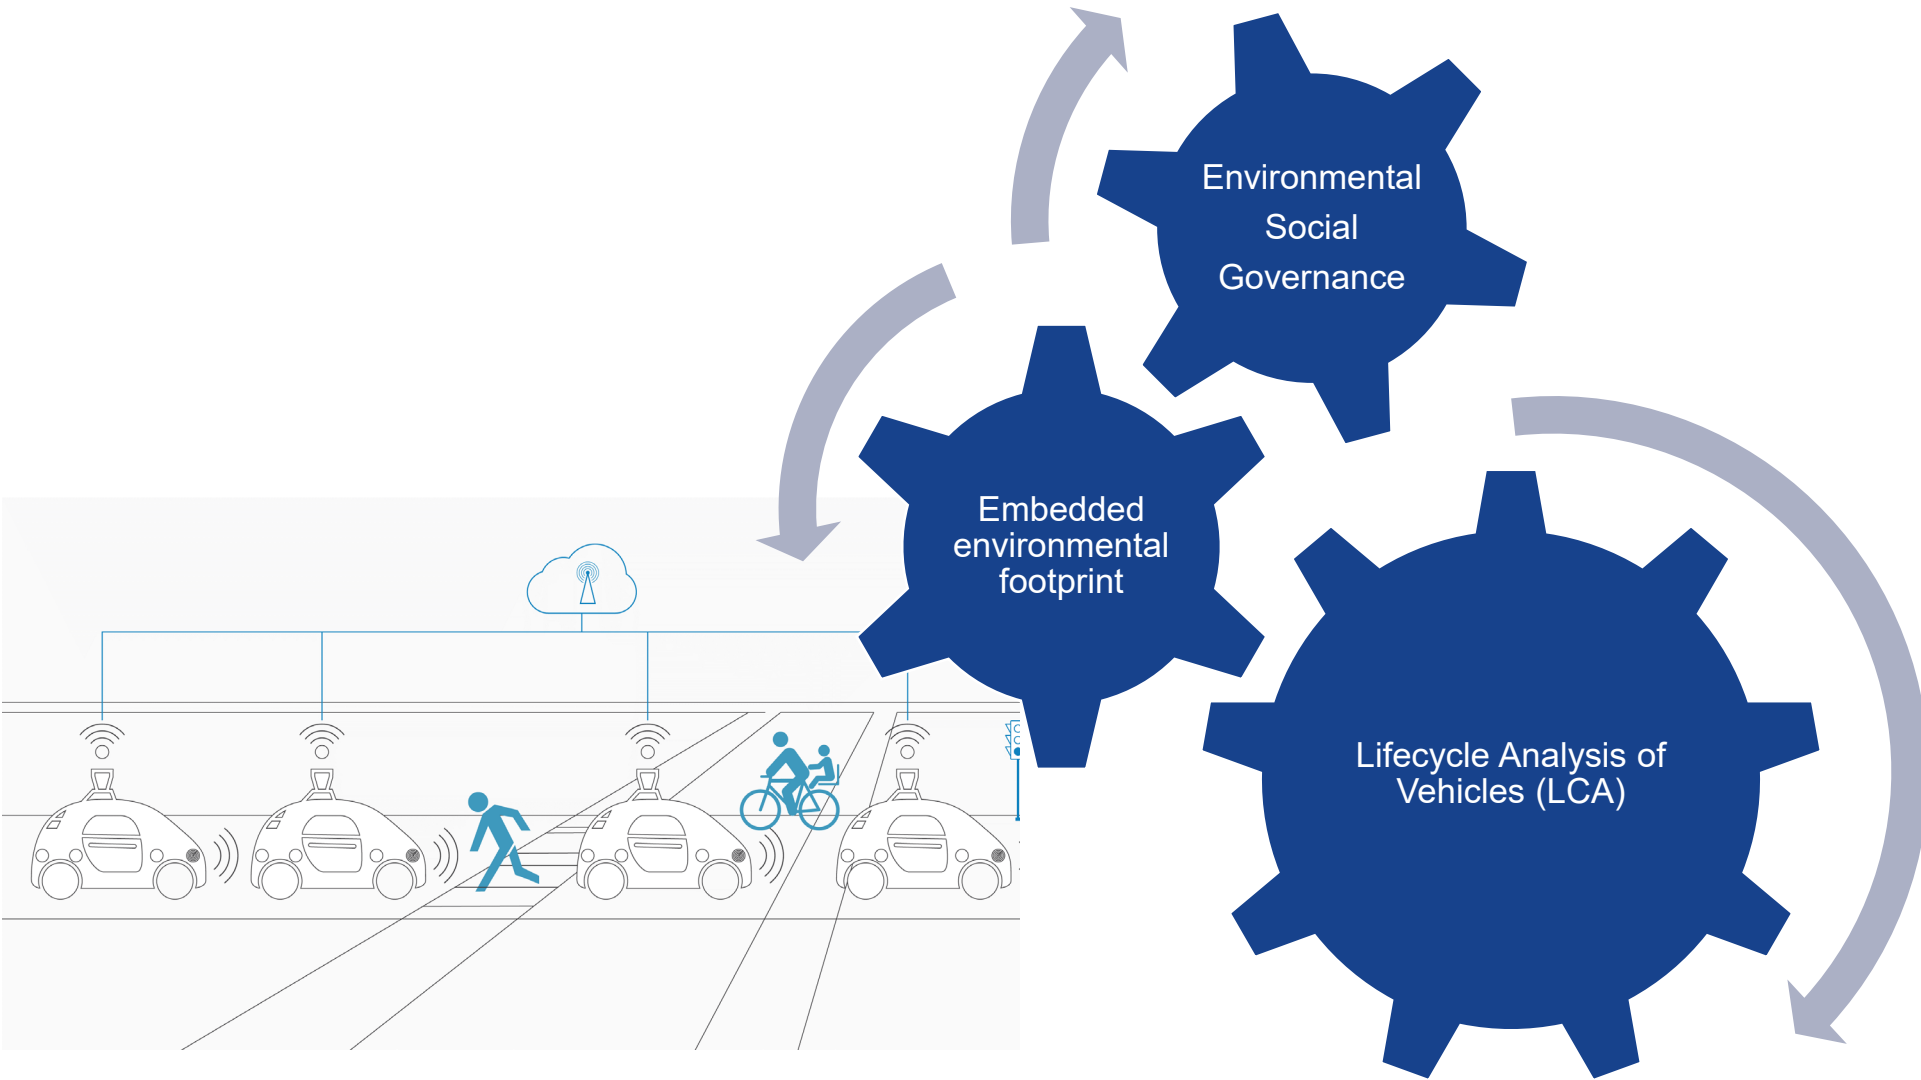 Environmental
Social
Governance
Embedded
environmental
footprint
Lifecycle Analysis of
Vehicles (LCA)